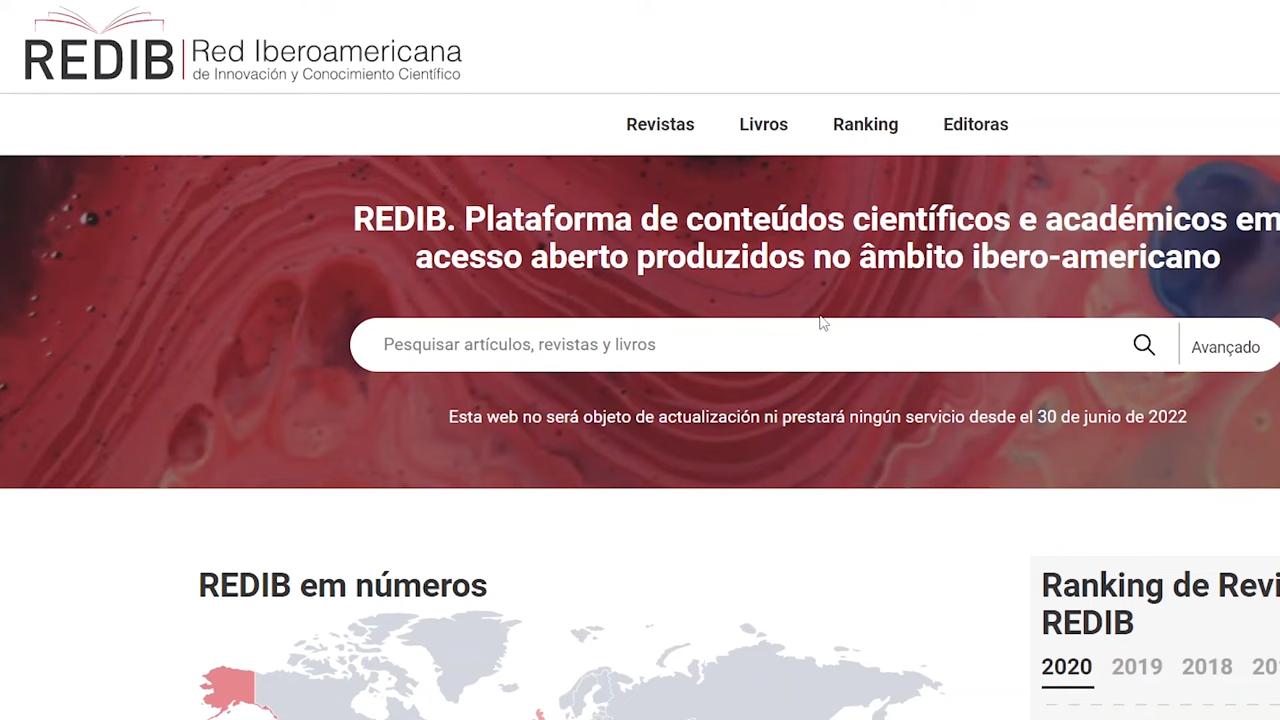 REDIB Red Iberoamericana
de Innovación y Conocimiento Científico
Revistas Livros Ranking Editoras
REDIB. Plataforma de conteúdos científicos e académicos em
acesso aberto produzidos no âmbito ibero-americano
Pesquisar artículos, revistas y livros
Avançado
Esta web no será objeto de actualización ni prestará ningún servicio desde el 30 de junio de 2022
REDIB em números
Ranking de Revi
REDIB
2020 2019 2018 20